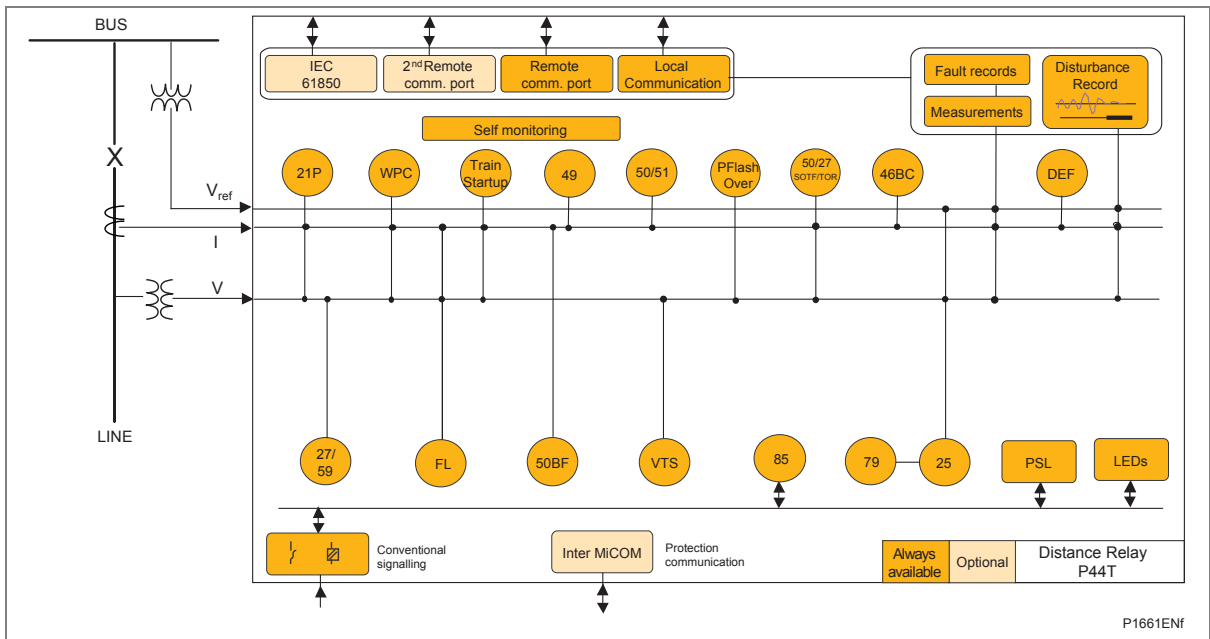 BUS
IEC
61850
2nd Remote
comm. port
Remote
comm. port
Local
Communication
Fault records
Measurements
Disturbance
Record
Self monitoring
21P
WPC
Train
Startup
49
50/51
PFlash
Over
50/27
SOTF/TOR
46BC
DEF
X
Vref
I
V
LINE
27/
59
FL
50BF
VTS
85
79
25
PSL
LEDs
Conventional
signalling
Inter MiCOM
Protection
communication
Always
available
Optional
Distance Relay
P44T
P1661ENf